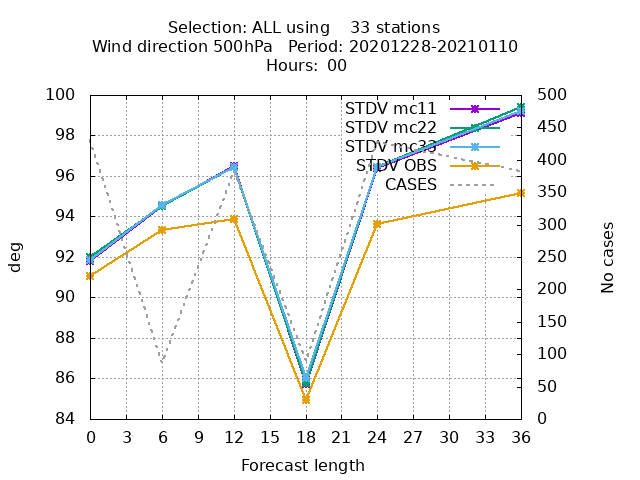 Selection: ALL using    33 stations
Wind direction 500hPa   Period: 20201228-20210110
Hours: 00
100
98
96
94
92
90
88
86
84
deg
500
450
400
350
300
250
200
150
100
50
0
No cases
STDV mc11
STDV mc22
STDV mc33
STDV OBS
CASES
0 3 6 9 12 15 18 21 24 27 30 33 36
Forecast length